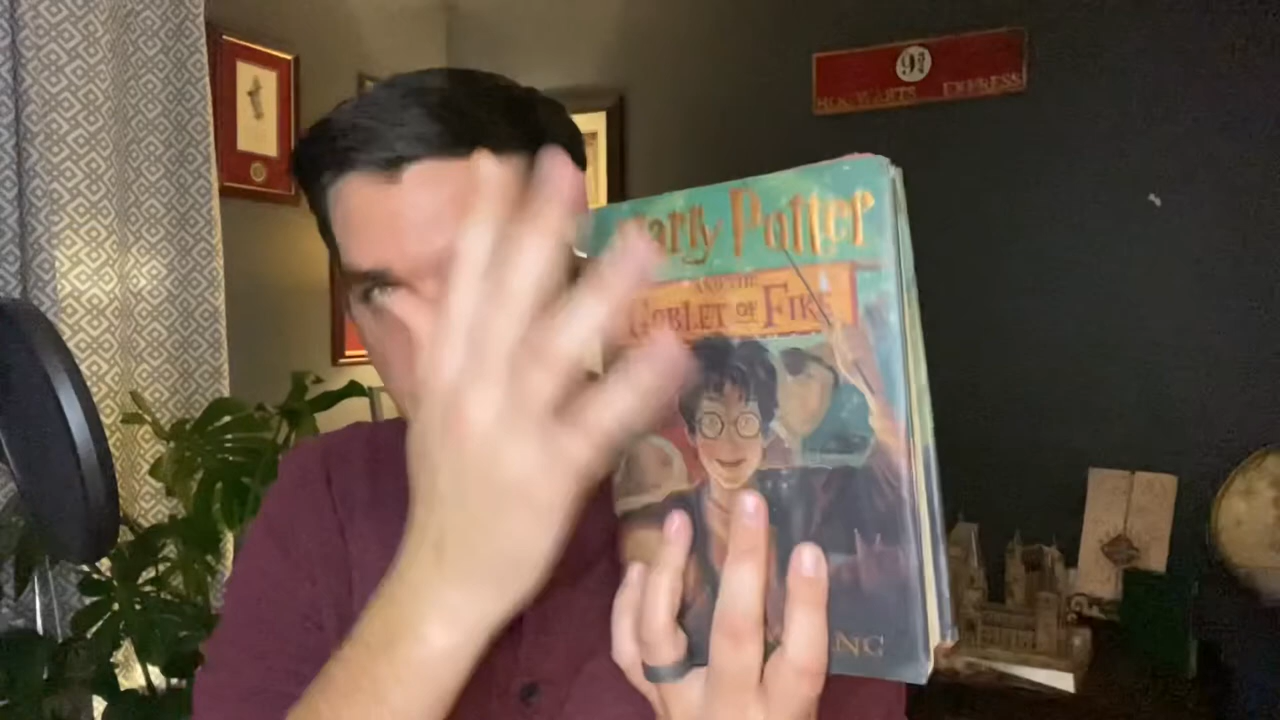 9¾
HOGWARTS EXPRESS
Harry Potter
AND THE
GOBLET OF FIRE